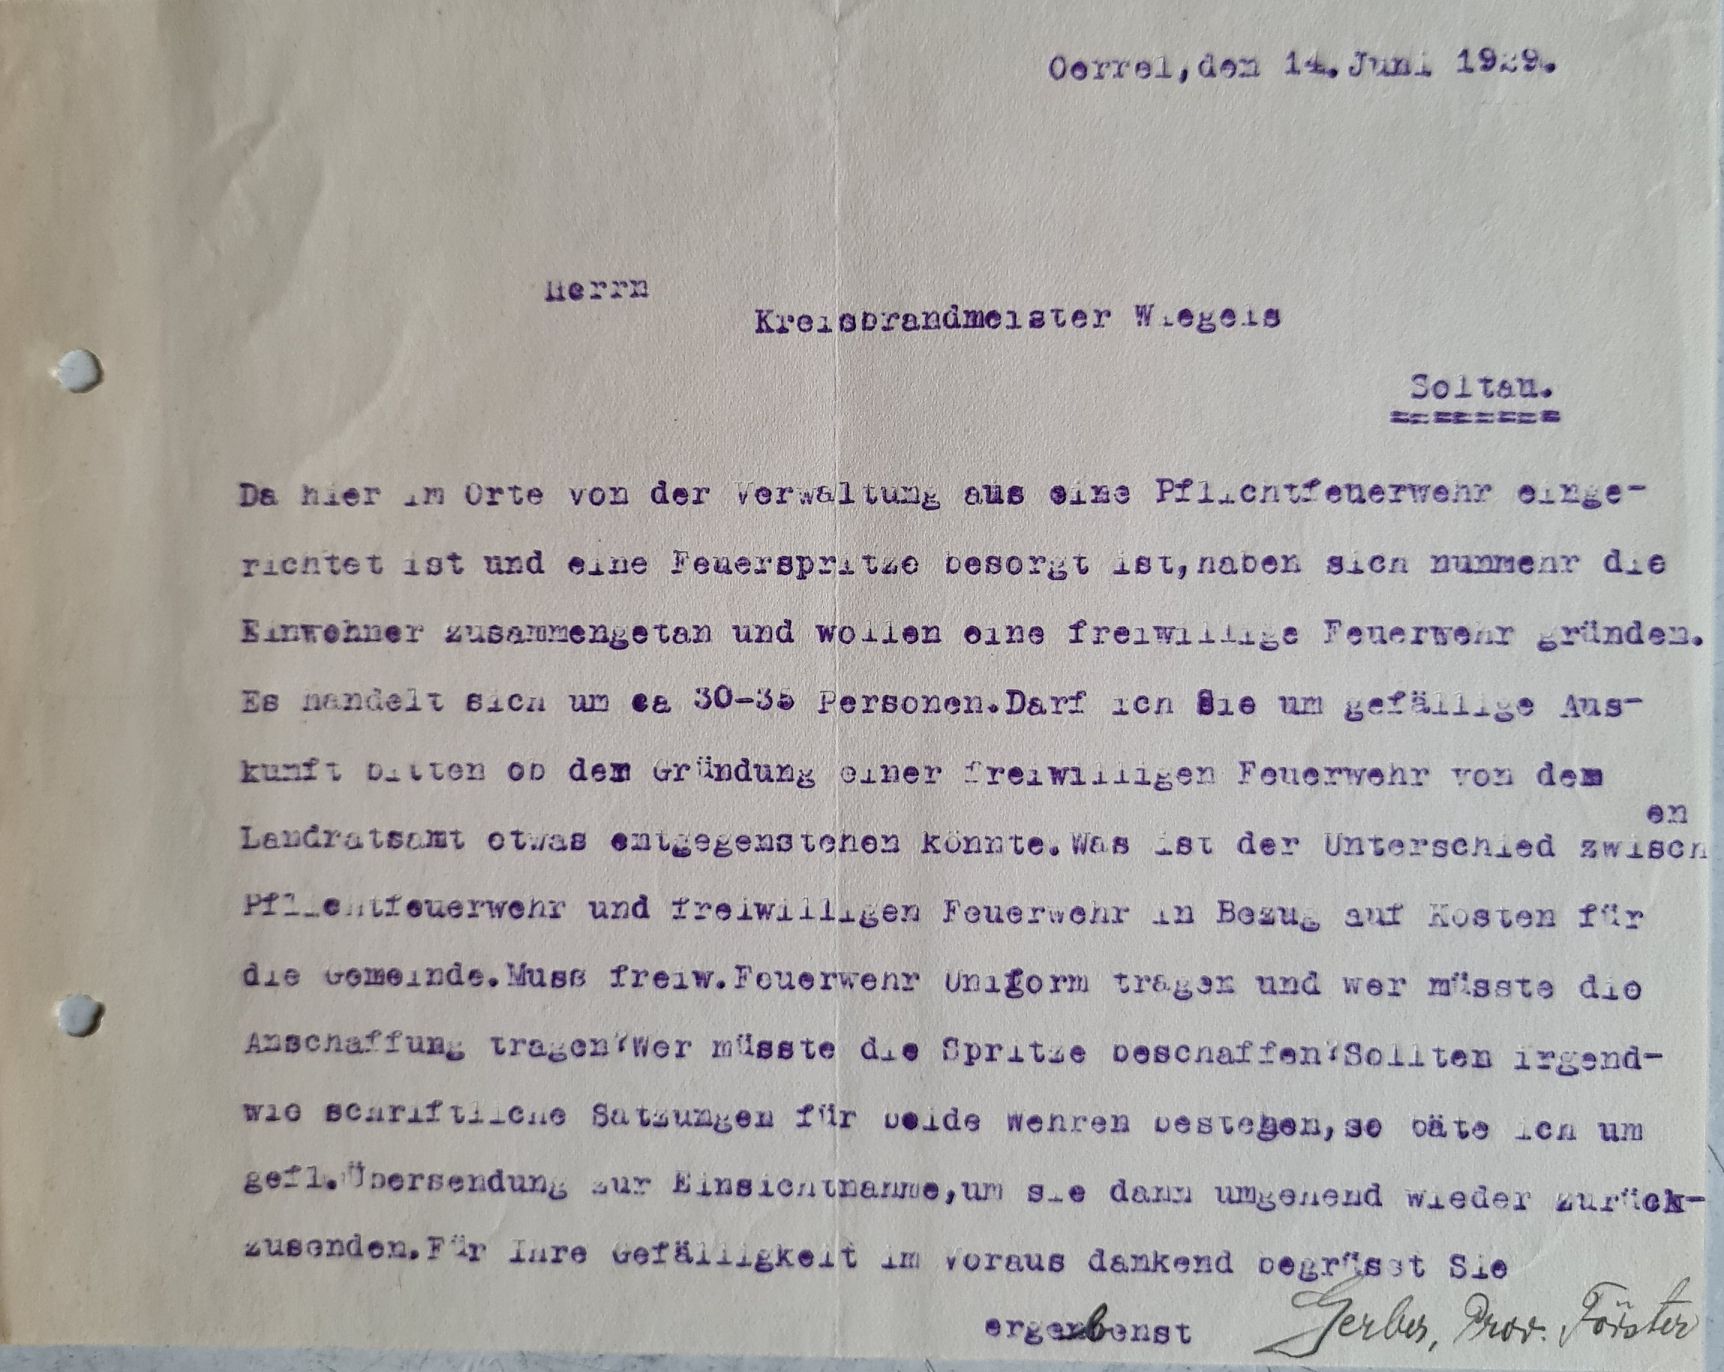 Oerrel,den 14.Juni 1929.
Herrn
Kreisbrandmeister Wiegels
Soltau.
========
Da hier im Orte von der Verwaltung aus eine Pflichtfeuerwehr einge-
richtet ist und eine Feuerspritze besorgt ist,haben sich nunmehr die
Einwohner zusammengetan und wollen eine freiwillige Feuerwehr gründen.
Es handelt sich um ca 30-35 Personen.Darf ich Sie um gefällige Aus-
kunft bitten ob dem Gründung einer freiwilligen Feuerwehr von dem
en
Landratsamt etwas entgegenstehen könnte.Was ist der Unterschied zwisch
Pflichtfeuerwehr und freiwilligen Feuerwehr in Bezug auf Kosten für
die Gemeinde.Muss freiw.Feuerwehr Uniform tragen und wer müsste die
Anschaffung tragen?Wer müsste die Spritze beschaffen?Sollten irgend-
wie schriftliche Satzungen für beide Wehren bestehen,so bäte ich um
gefl.Übersendung zur Einsichtnahme,um sie dann umgehend wieder zurück-
zusenden.Für Ihre Gefälligkeit im Voraus dankend begrüsst Sie
ergenbenst Gerber, Prov. Förster